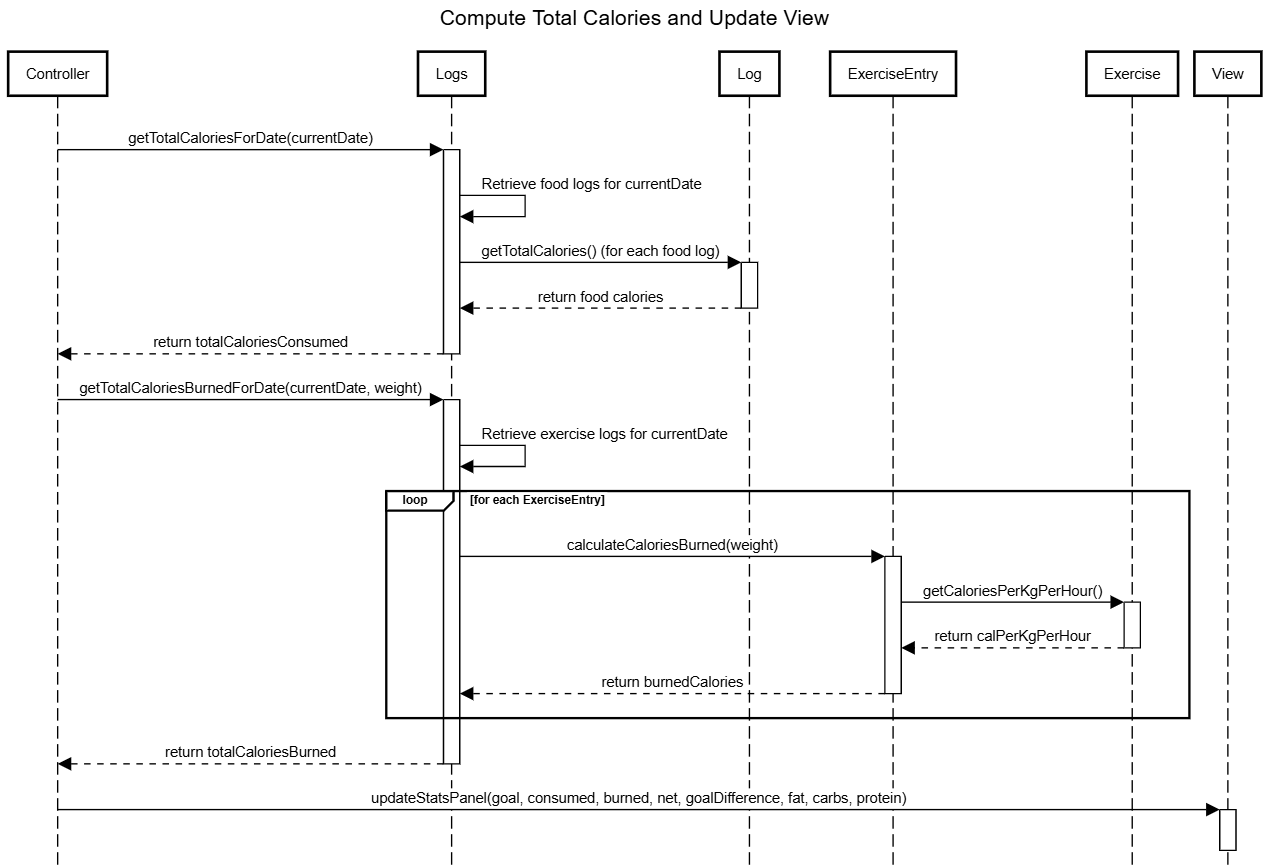 Compute Total Calories and Update View
Controller
Logs
Log
ExerciseEntry
Exercise
View
getTotalCaloriesForDate(currentDate)
Retrieve food logs for currentDate
getTotalCalories() (for each food log)
return food calories
return totalCaloriesConsumed
getTotalCaloriesBurnedForDate(currentDate, weight)
Retrieve exercise logs for currentDate
loop
[for each ExerciseEntry]
calculateCaloriesBurned(weight)
getCaloriesPerKgPerHour()
return calPerKgPerHour
return burnedCalories
return totalCaloriesBurned
updateStatsPanel(goal, consumed, burned, net, goalDifference, fat, carbs, protein)